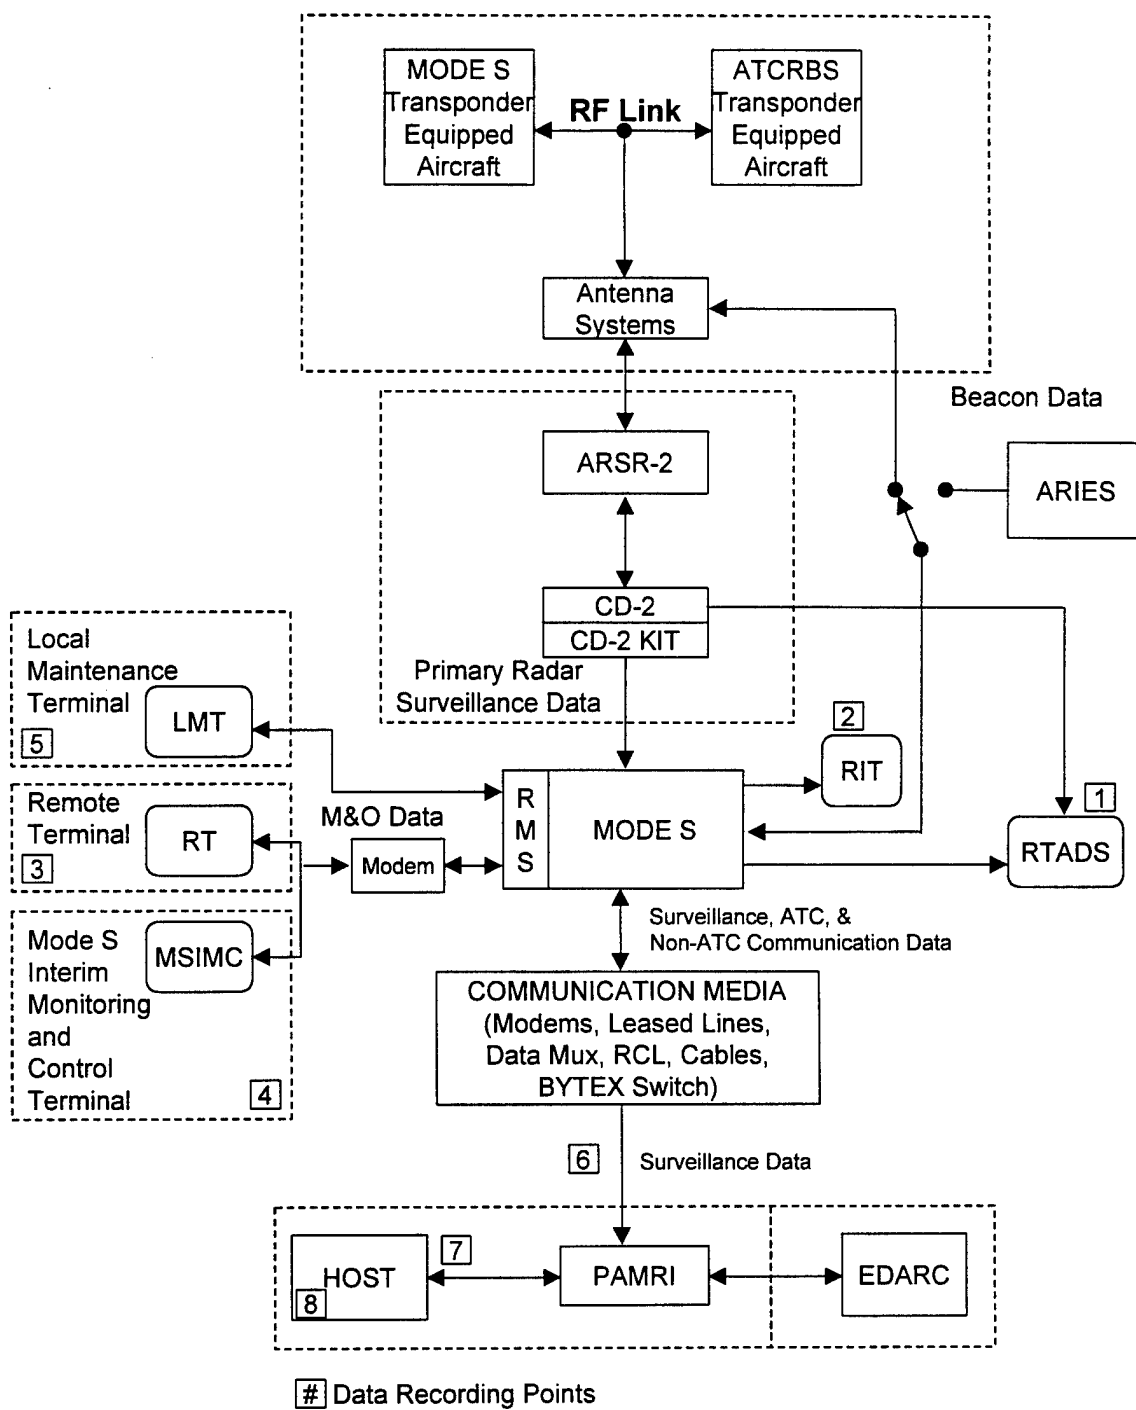 MODE S
Transponder
Equipped
Aircraft
RF Link
ATCRBS
Transponder
Equipped
Aircraft
Antenna
Systems
Beacon Data
ARSR-2
ARIES
CD-2
CD-2 KIT
Primary Radar
Surveillance Data
Local
Maintenance
Terminal
LMT
5
2
RIT
1
RTADS
Remote
Terminal
RT
3
M&O Data
Modem
R
M
S
MODE S
Mode S
Interim
Monitoring
and
Control
Terminal
MSIMC
4
Surveillance, ATC, &
Non-ATC Communication Data
COMMUNICATION MEDIA
(Modems, Leased Lines,
Data Mux, RCL, Cables,
BYTEX Switch)
6
Surveillance Data
HOST
8
7
PAMRI
EDARC
# Data Recording Points